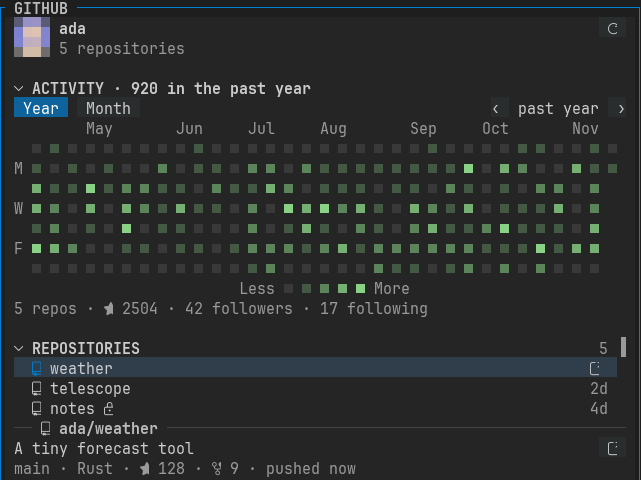 GITHUB
ada
5 repositories
ACTIVITY · 920 in the past year
Year Month ‹ past year ›
May Jun Jul Aug Sep Oct Nov
M
W
F
Less More
5 repos · 2504 · 42 followers · 17 following
REPOSITORIES 5
weather
telescope 2d
notes 4d
ada/weather
A tiny forecast tool
main · Rust · 128 · 9 · pushed now